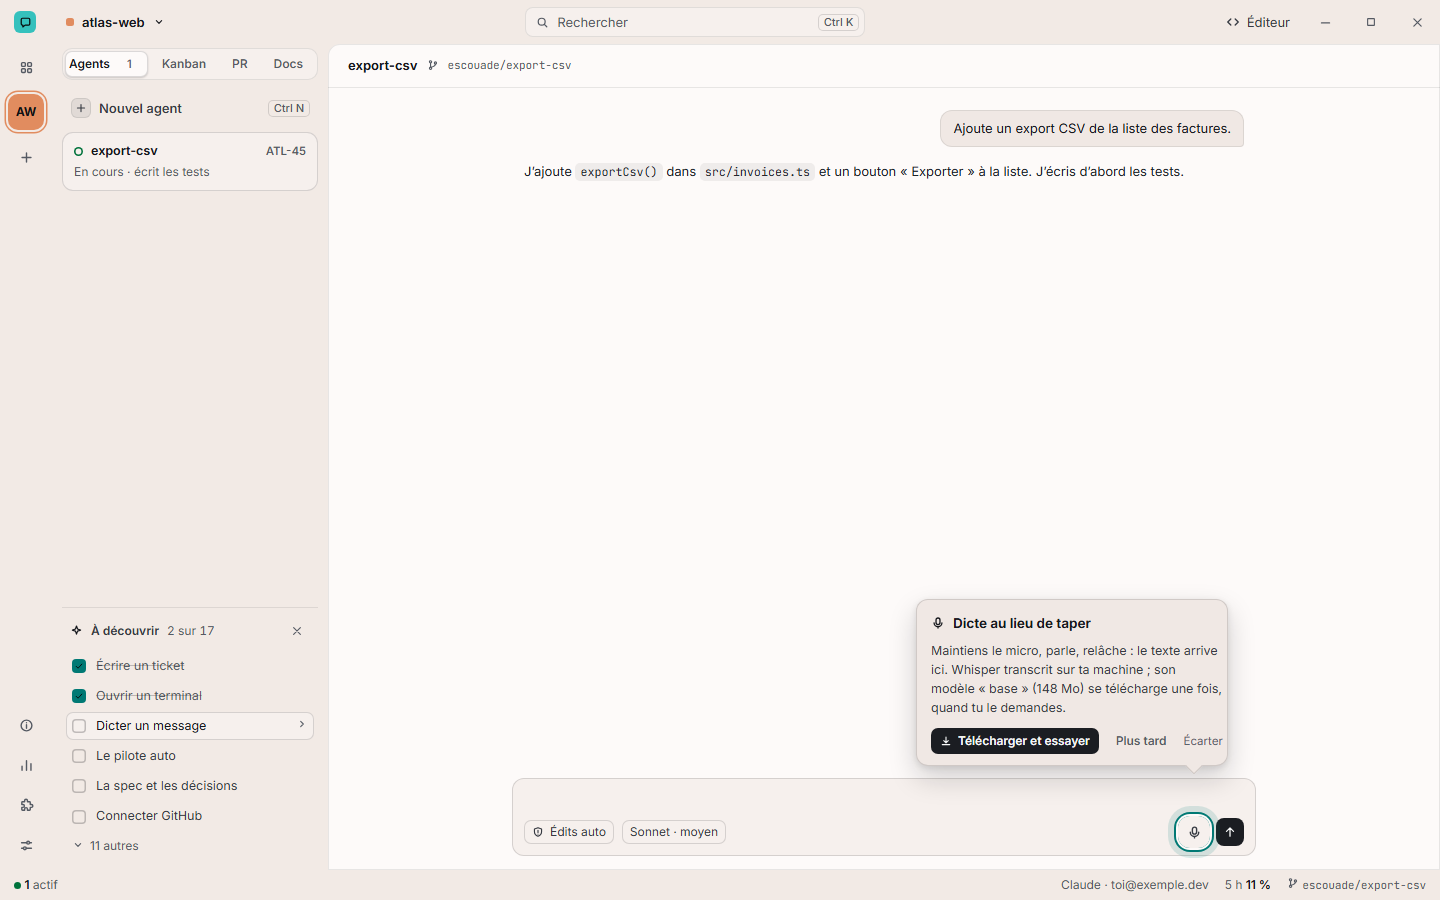 atlas-web
Rechercher
Ctrl K
Éditeur
Agents 1 Kanban PR Docs
AW
Nouvel agent Ctrl N
export-csv ATL-45
En cours · écrit les tests
export-csv escouade/export-csv
Ajoute un export CSV de la liste des factures.
J’ajoute exportCsv() dans src/invoices.ts et un bouton « Exporter » à la liste. J’écris d’abord les tests.
À découvrir 2 sur 17
Écrire un ticket
Ouvrir un terminal
Dicter un message
Le pilote auto
La spec et les décisions
Connecter GitHub
11 autres
Dicte au lieu de taper
Maintiens le micro, parle, relâche : le texte arrive
ici. Whisper transcrit sur ta machine ; son
modèle « base » (148 Mo) se télécharge une fois,
quand tu le demandes.
Télécharger et essayer Plus tard Écarter
Édits auto Sonnet · moyen
1 actif
Claude · toi@exemple.dev 5 h 11 % escouade/export-csv